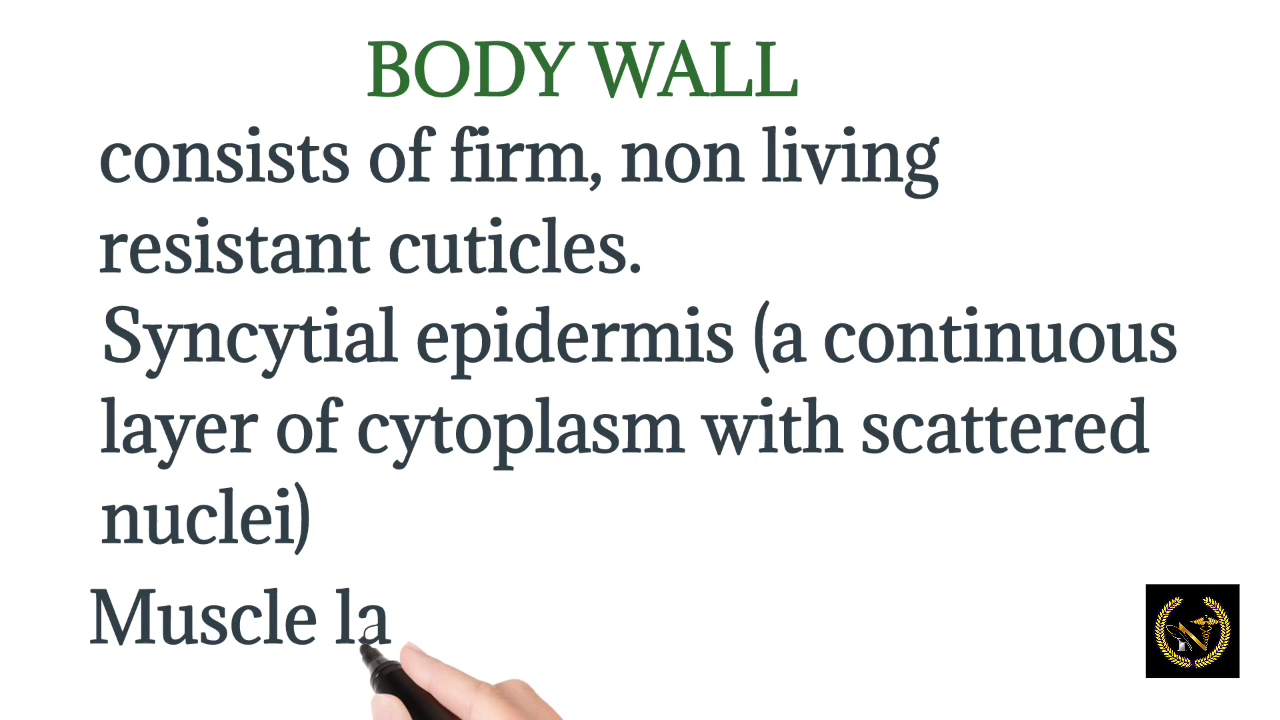 BODY WALL
consists of firm, non living
resistant cuticles.
Syncytial epidermis (a continuous
layer of cytoplasm with scattered
nuclei)
Muscle la